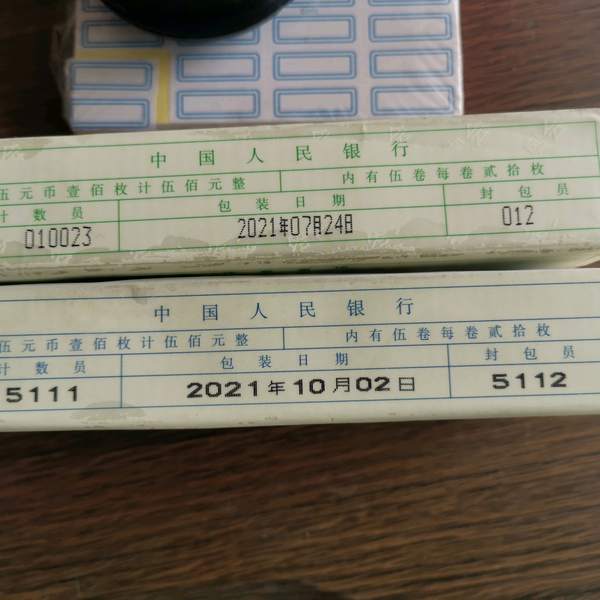 中国人民银行
伍元币壹佰枚计伍佰元整 内有伍卷每卷贰拾枚
计数员 包装日期 封包员
010023 2021年07月24日 012
中国人民银行
伍元币壹佰枚计伍佰元整 内有伍卷每卷贰拾枚
计数员 包装日期 封包员
5111 2021年10月02日 5112